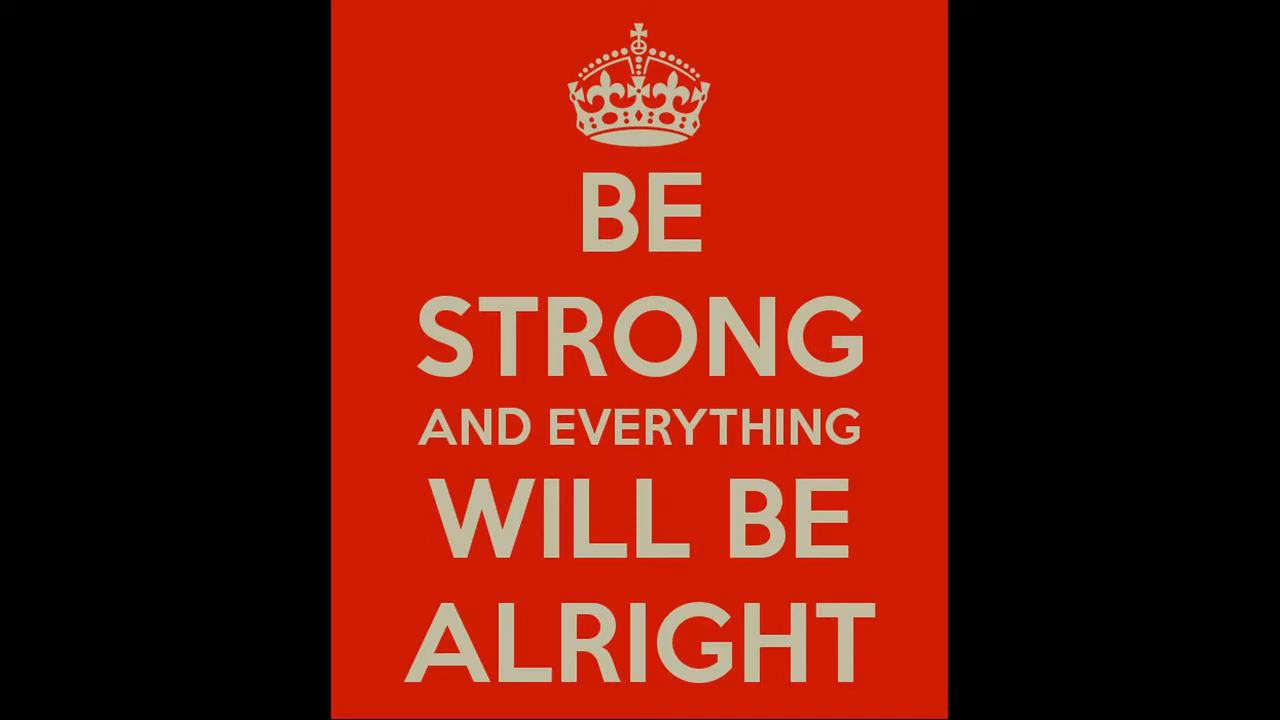 BE
STRONG
AND EVERYTHING
WILL BE
ALRIGHT